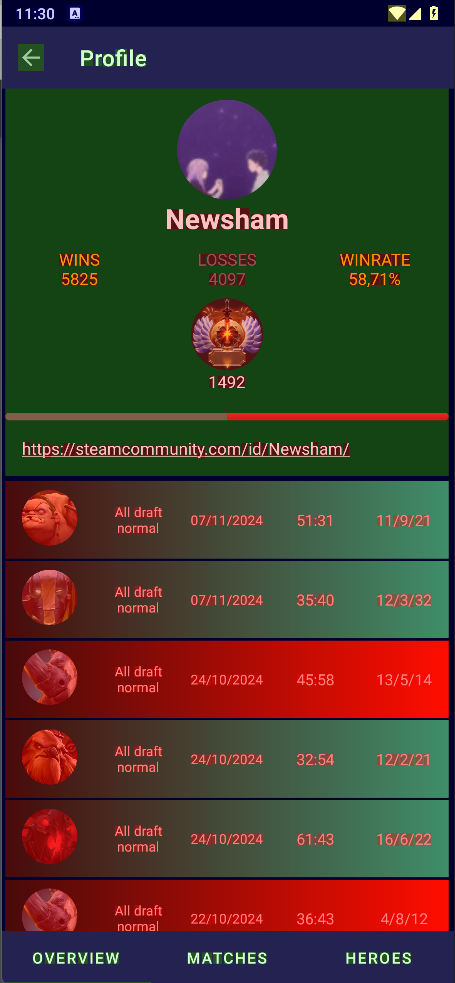 11:30 A
Profile
Newsham
WINS LOSSES WINRATE
5825 4097 58,71%
1492
https://steamcommunity.com/id/Newsham/
All draft
normal 07/11/2024 51:31 11/9/21
All draft
normal 07/11/2024 35:40 12/3/32
All draft
normal 24/10/2024 45:58 13/5/14
All draft
normal 24/10/2024 32:54 12/2/21
All draft
normal 24/10/2024 61:43 16/6/22
All draft
normal 22/10/2024 36:43 4/8/12
OVERVIEW MATCHES HEROES